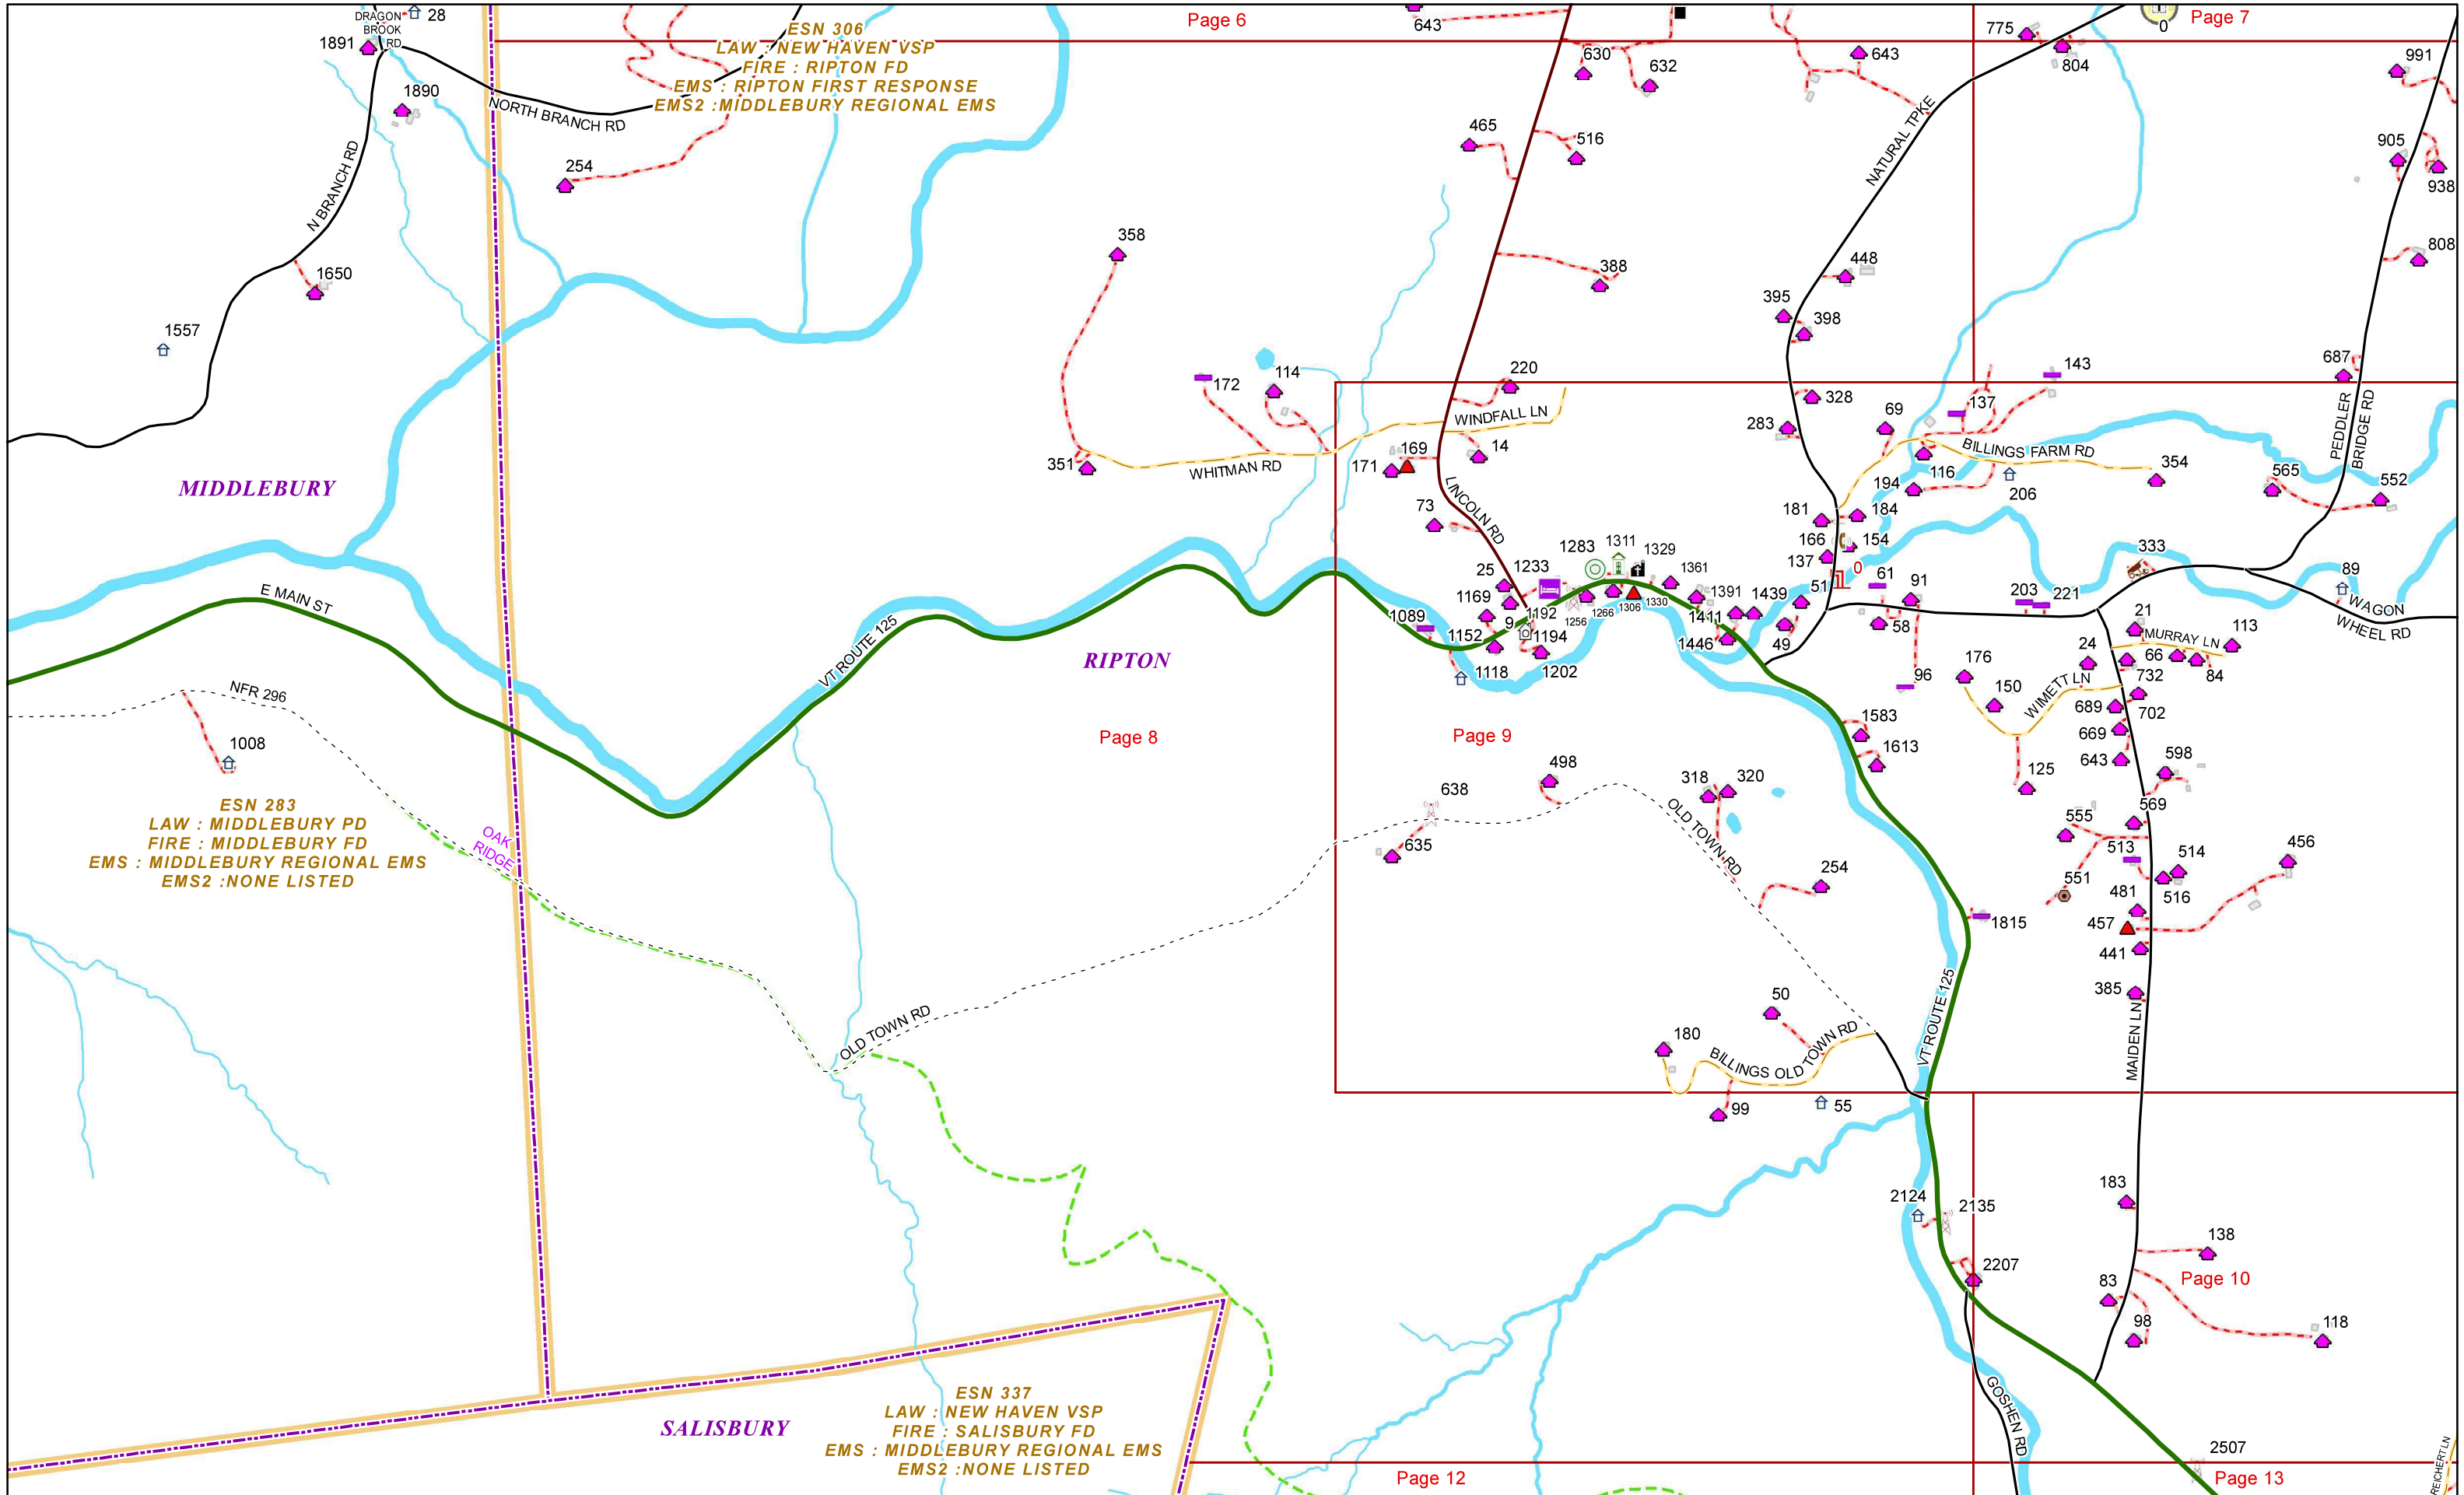 DRAGON
BROOK
RD
28
1891
1890
NORTH BRANCH RD
N BRANCH RD
254
1650
1557
ESN 306
LAW : NEW HAVEN VSP
FIRE : RIPTON FD
EMS : RIPTON FIRST RESPONSE
EMS2 :MIDDLEBURY REGIONAL EMS
Page 6
643
630
632
643
775
804
0
Page 7
991
465
516
NATURAL TPKE
905
938
358
388
448
808
395
398
172
114
220
687
143
WINDFALL LN
328
283
69
137
PEDDLER
BRIDGE RD
BILLINGS FARM RD
351
WHITMAN RD
171
169
14
116
194
206
354
565
552
MIDDLEBURY
LINCOLN RD
73
181
184
166
154
137
0
333
E MAIN ST
25
1233
1283
1311
1329
1361
1391
1439
51
61
91
203
221
89
WAGON
WHEEL RD
1169
1089
1152
9
1192
1194
1256
1266
1306
1330
1411
1446
49
58
21
MURRAY LN
113
1118
1202
VT ROUTE 125
RIPTON
96
176
150
24
66
84
732
WIMETT LN
689
702
669
643
598
NFR 296
1008
Page 8
Page 9
1583
1613
125
498
638
635
318
320
OLD TOWN RD
254
555
569
513
514
551
516
456
481
457
441
385
1815
ESN 283
LAW : MIDDLEBURY PD
FIRE : MIDDLEBURY FD
EMS : MIDDLEBURY REGIONAL EMS
EMS2 :NONE LISTED
OAK
RIDGE
OLD TOWN RD
VT ROUTE 125
MAIDEN LN
50
180
BILLINGS OLD TOWN RD
99
55
2124
2135
183
138
2207
Page 10
83
98
118
SALISBURY
ESN 337
LAW : NEW HAVEN VSP
FIRE : SALISBURY FD
EMS : MIDDLEBURY REGIONAL EMS
EMS2 :NONE LISTED
GOSHEN RD
2507
Page 12
Page 13
REICHERT LN